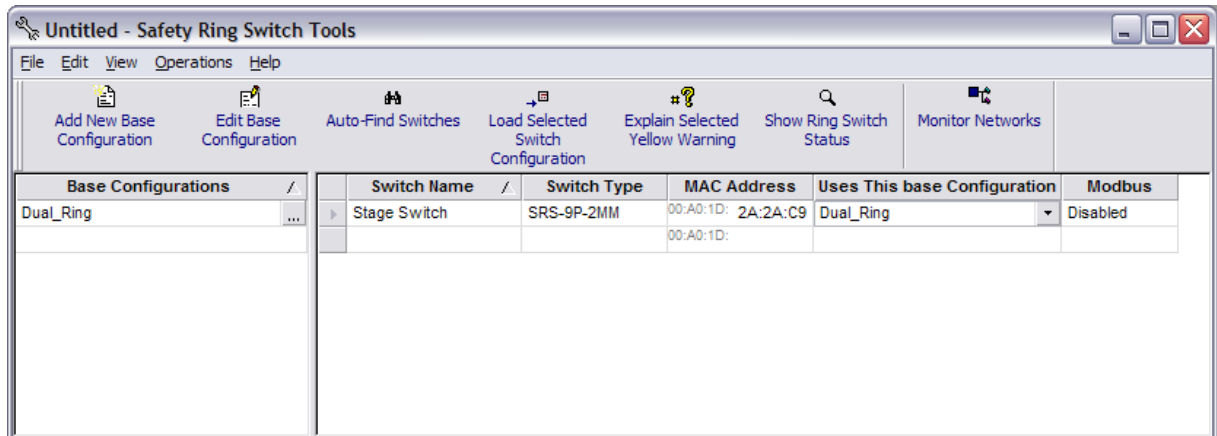 Untitled - Safety Ring Switch Tools
File Edit View Operations Help
Add New Base Configuration
Edit Base Configuration
Auto-Find Switches
Load Selected Switch Configuration
Explain Selected Yellow Warning
Show Ring Switch Status
Monitor Networks
Base Configurations
Dual_Ring ...
Switch Name Switch Type MAC Address Uses This base Configuration Modbus
Stage Switch SRS-9P-2MM 00:A0:1D: 2A:2A:C9 Dual_Ring Disabled
00:A0:1D: